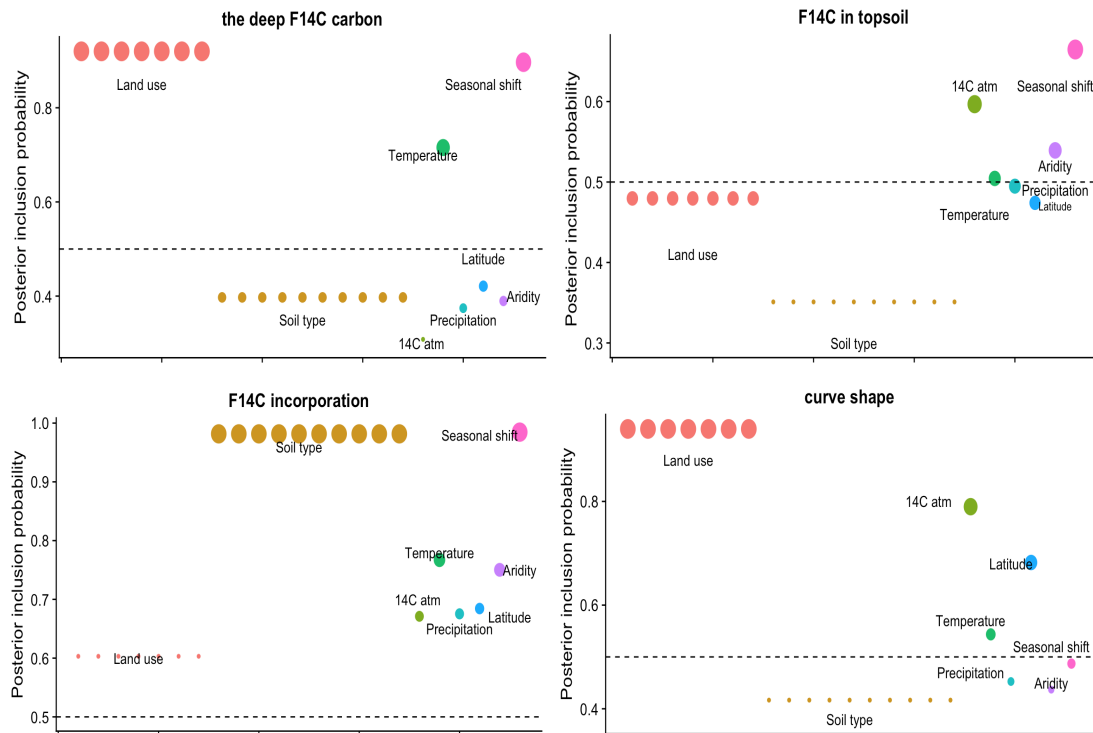 the deep F14C carbon
Posterior inclusion probability
0.8
0.6
0.4
Land use
Seasonal shift
Temperature
Latitude
Aridity
Soil type
Precipitation
14C atm
F14C in topsoil
Posterior inclusion probability
0.6
0.5
0.4
0.3
14C atm
Seasonal shift
Aridity
Precipitation
Latitude
Temperature
Land use
Soil type
F14C incorporation
Posterior inclusion probability
1.0
0.9
0.8
0.7
0.6
0.5
Seasonal shift
Soil type
Temperature
Aridity
14C atm
Latitude
Precipitation
Land use
curve shape
Posterior inclusion probability
0.8
0.6
0.4
Land use
14C atm
Latitude
Temperature
Seasonal shift
Precipitation
Aridity
Soil type